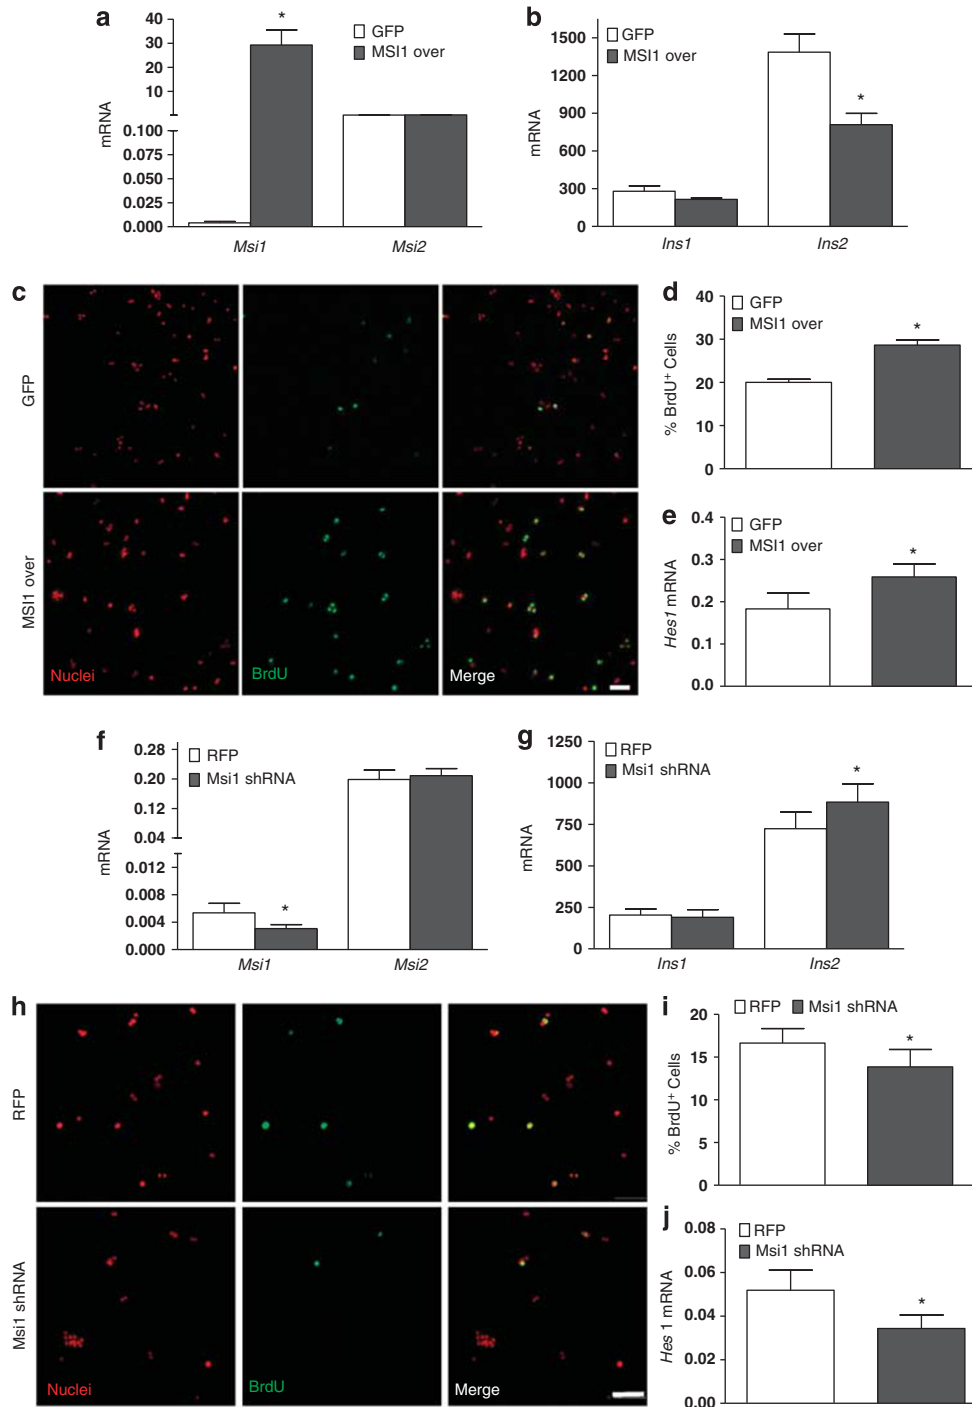 a
40
30
20
10
0.100
0.075
0.050
0.025
0.000
mRNA
*
GFP
MSI1 over
Msi1
Msi2
b
1500
1200
900
600
300
0
mRNA
GFP
MSI1 over
*
Ins1
Ins2
c
GFP
MSI1 over
Nuclei
BrdU
Merge
d
40
30
20
10
0
% BrdU+ Cells
GFP
MSI1 over
*
e
0.4
0.3
0.2
0.1
0.0
Hes1 mRNA
GFP
MSI1 over
*
f
0.28
0.20
0.12
0.04
0.012
0.008
0.004
0.000
mRNA
RFP
Msi1 shRNA
*
Msi1
Msi2
g
1250
1000
750
500
250
0
mRNA
RFP
Msi1 shRNA
*
Ins1
Ins2
h
RFP
Msi1 shRNA
Nuclei
BrdU
Merge
i
RFP Msi1 shRNA
20
15
10
5
0
% BrdU+ Cells
*
j
0.08
0.06
0.04
0.02
0.00
Hes 1 mRNA
RFP
Msi1 shRNA
*